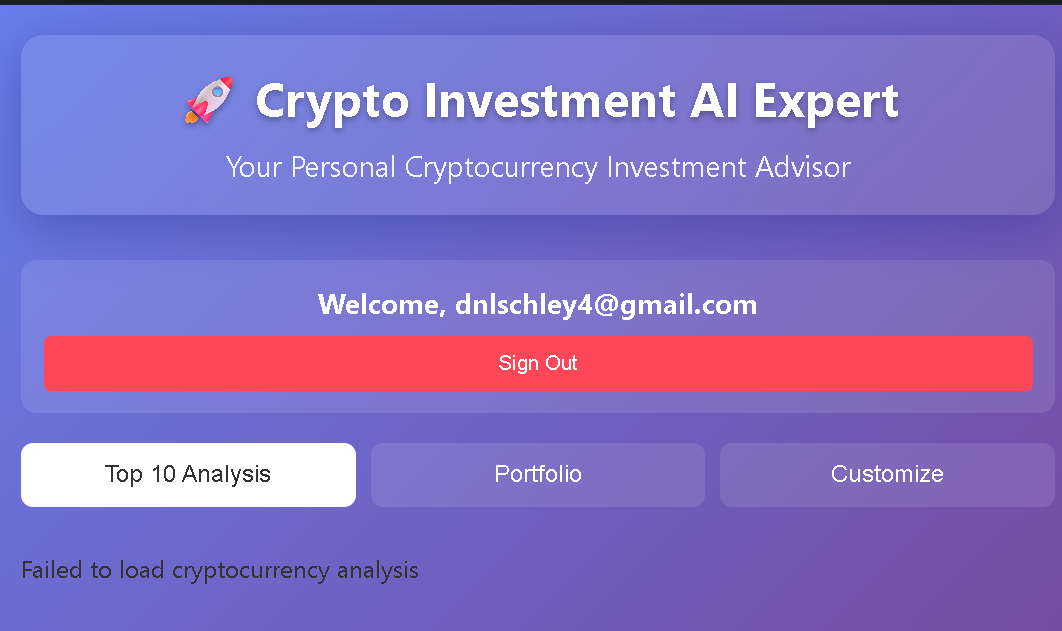 🚀 Crypto Investment AI Expert
Your Personal Cryptocurrency Investment Advisor
Welcome, dnlschley4@gmail.com
Sign Out
Top 10 Analysis
Portfolio
Customize
Failed to load cryptocurrency analysis